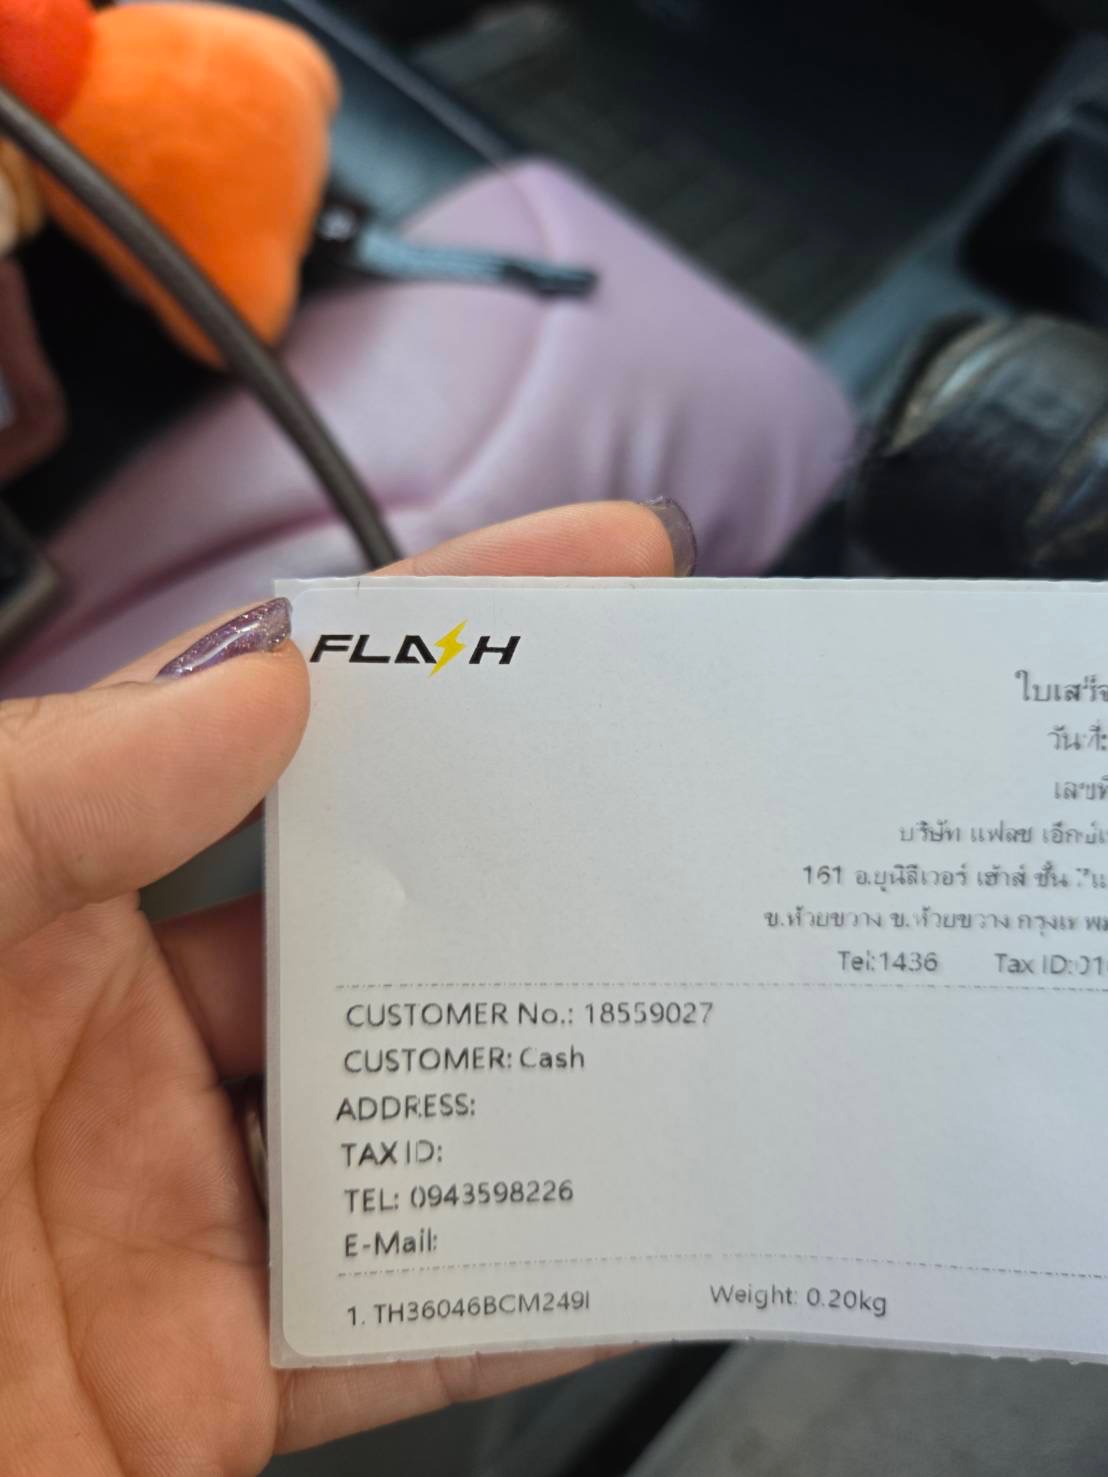 FLASH
ใบเสร็จ
วันที่:
เลขที่
บริษัท แฟลช เอ็กซ์
161 อ.ยูนิลีเวอร์ เฮ้าส์ ชั้น
ข.ห้วยขวาง ข.ห้วยขวาง กรุงเทพ
Tel:1436 Tax ID:01
CUSTOMER No.: 18559027
CUSTOMER: Cash
ADDRESS:
TAX ID:
TEL: 0943598226
E-Mail:
1. TH36046BCM249I Weight: 0.20kg